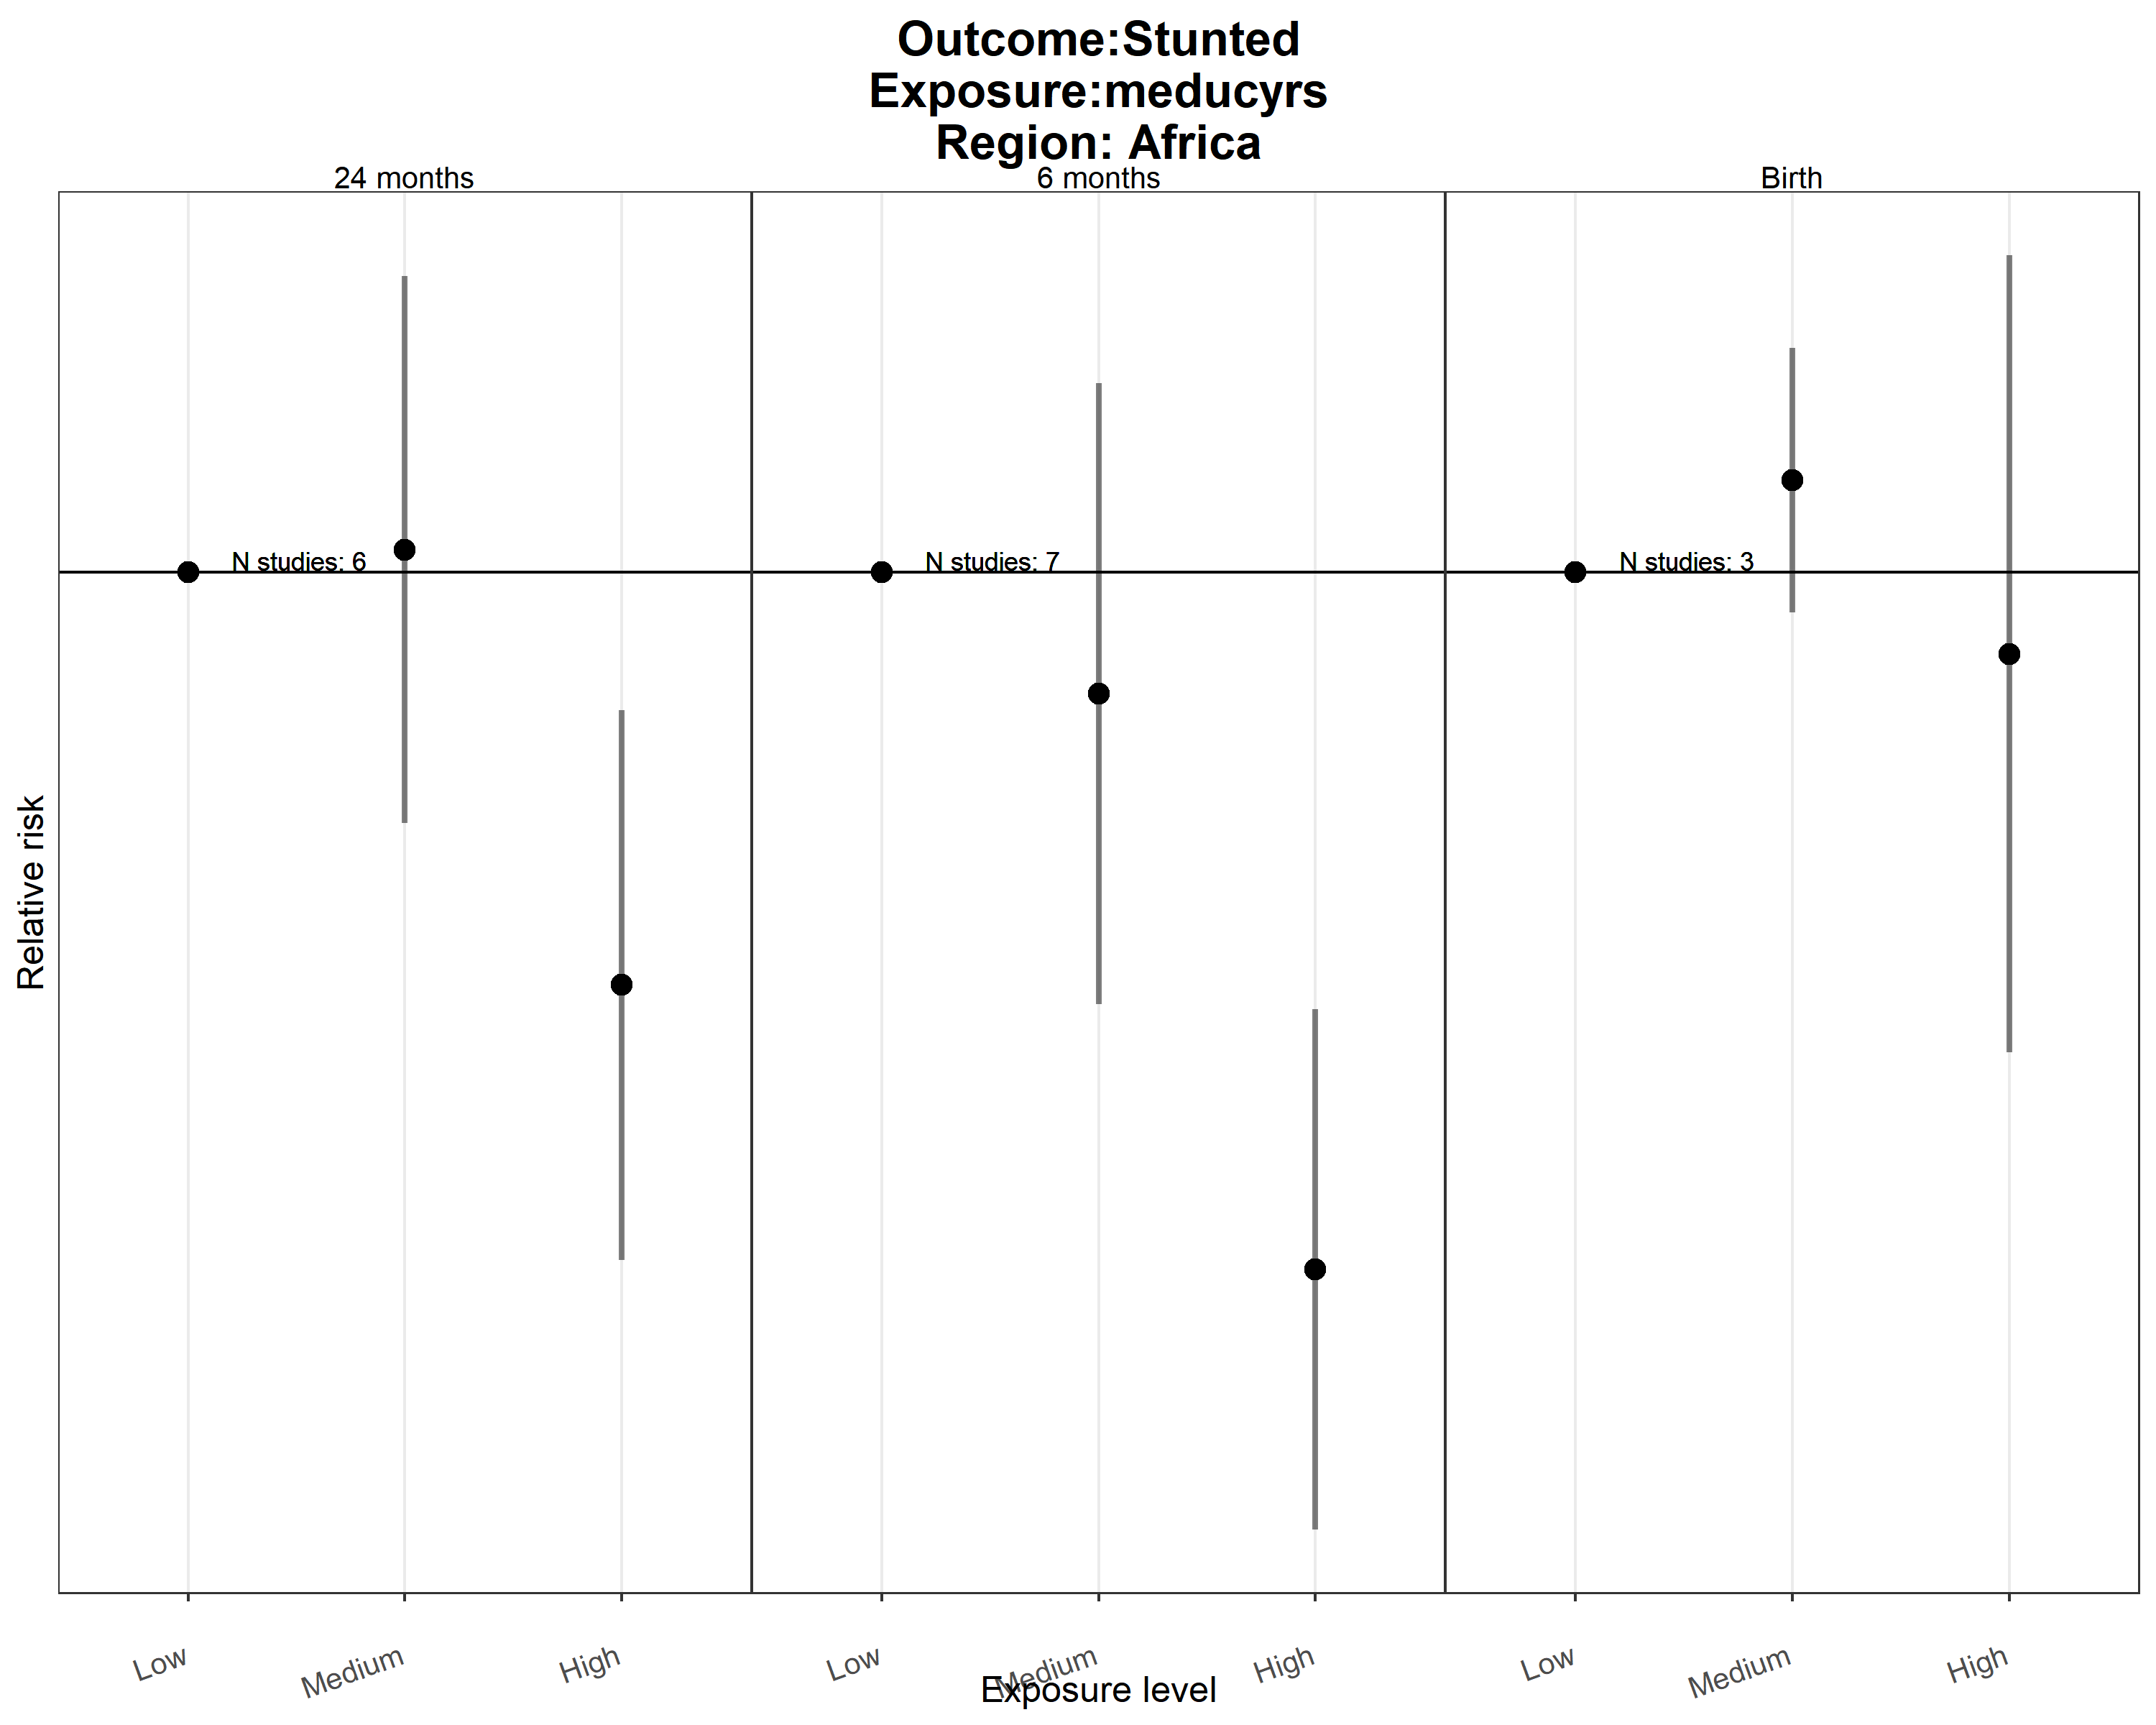 Outcome:Stunted
Exposure:meducyrs
Region: Africa
24 months
6 months
Birth
N studies: 6
N studies: 7
N studies: 3
Relative risk
Low
Medium
High
Low
Medium
High
Low
Medium
High
Exposure level